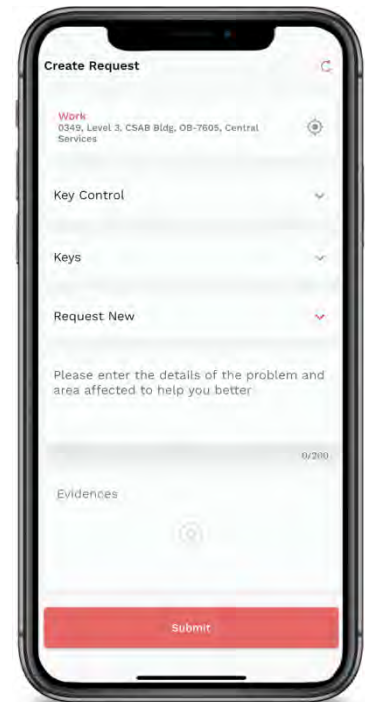 Create Request
Work
0349, Level 3, CSAB Bldg, OB-7605, Central
Services
Key Control
Keys
Request New
Please enter the details of the problem and
area affected to help you better
0/200
Evidences
Submit